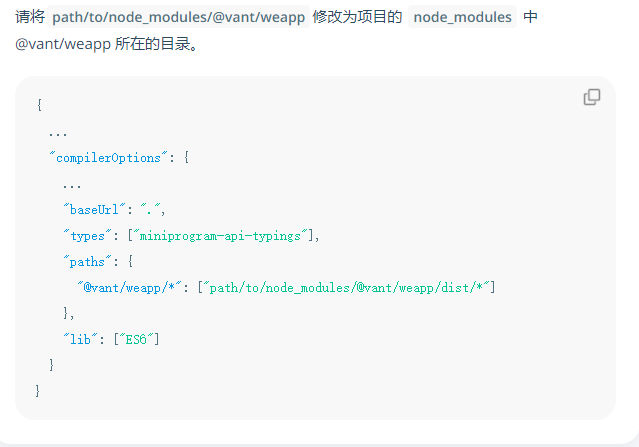 请将 path/to/node_modules/@vant/weapp 修改为项目的 node_modules 中
@vant/weapp 所在的目录。
{
...
"compilerOptions": {
...
"baseUrl": ".",
"types": ["miniprogram-api-typings"],
"paths": {
"@vant/weapp/*": ["path/to/node_modules/@vant/weapp/dist/*"]
},
"lib": ["ES6"]
}
}